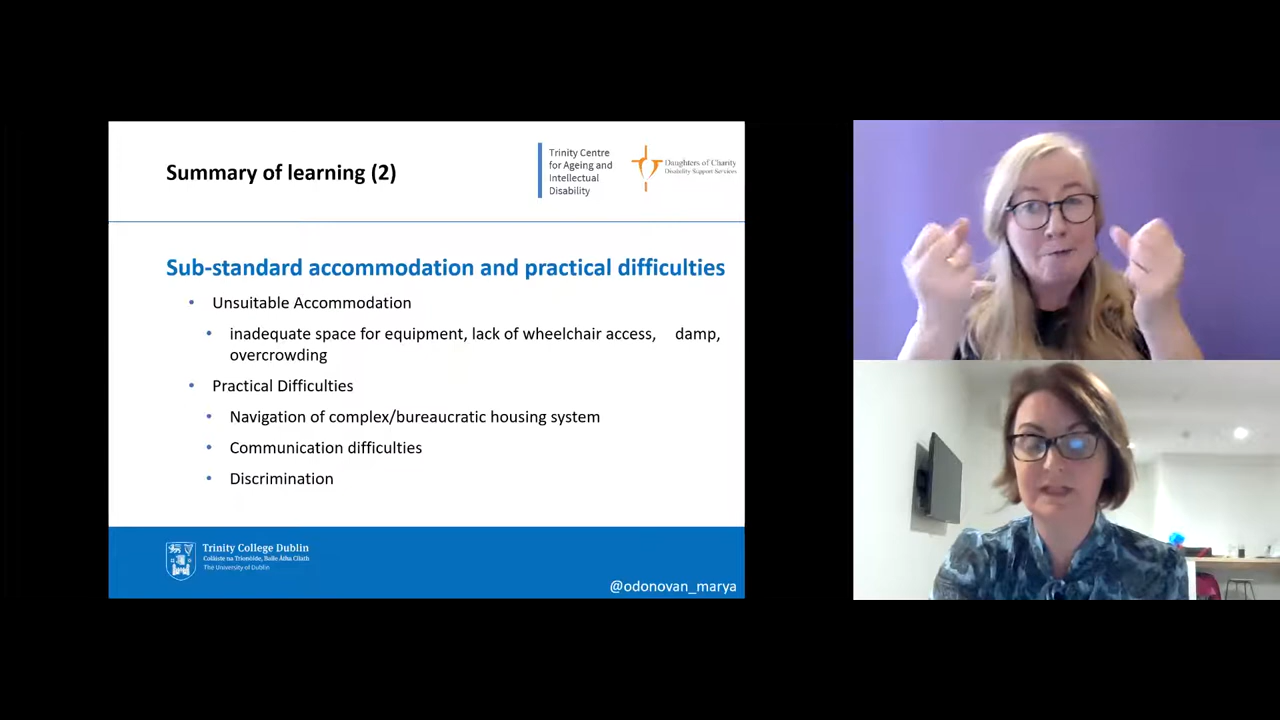 Summary of learning (2)
Trinity Centre
for Ageing and
Intellectual
Disability
Daughters of Charity
Disability Support Services
Sub-standard accommodation and practical difficulties
• Unsuitable Accommodation
• inadequate space for equipment, lack of wheelchair access, damp,
overcrowding
• Practical Difficulties
• Navigation of complex/bureaucratic housing system
• Communication difficulties
• Discrimination
Trinity College Dublin
Coláiste na Tríonóide, Baile Átha Cliath
The University of Dublin
@odonovan_marya